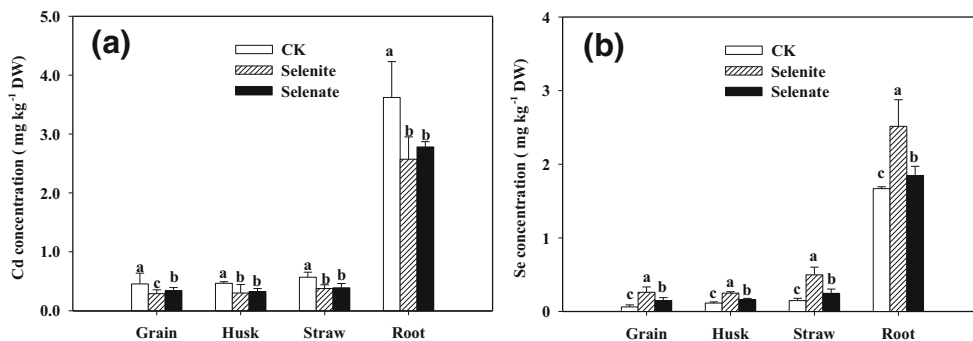 (a)
CK
Selenite
Selenate
Cd concentration ( mg kg⁻¹ DW)
5.0
4.0
3.0
2.0
1.0
0.0
a c b
a b b
a b b
a b b
Grain Husk Straw Root
(b)
CK
Selenite
Selenate
Se concentration ( mg kg⁻¹ DW)
4
3
2
1
0
c a b
c a b
c a b
c a b
Grain Husk Straw Root